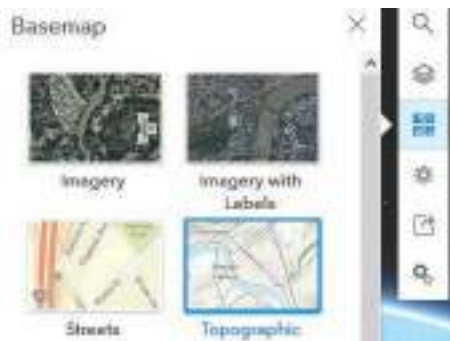 Basemap
Imagery
Imagery with
Labels
Streets
Topographic